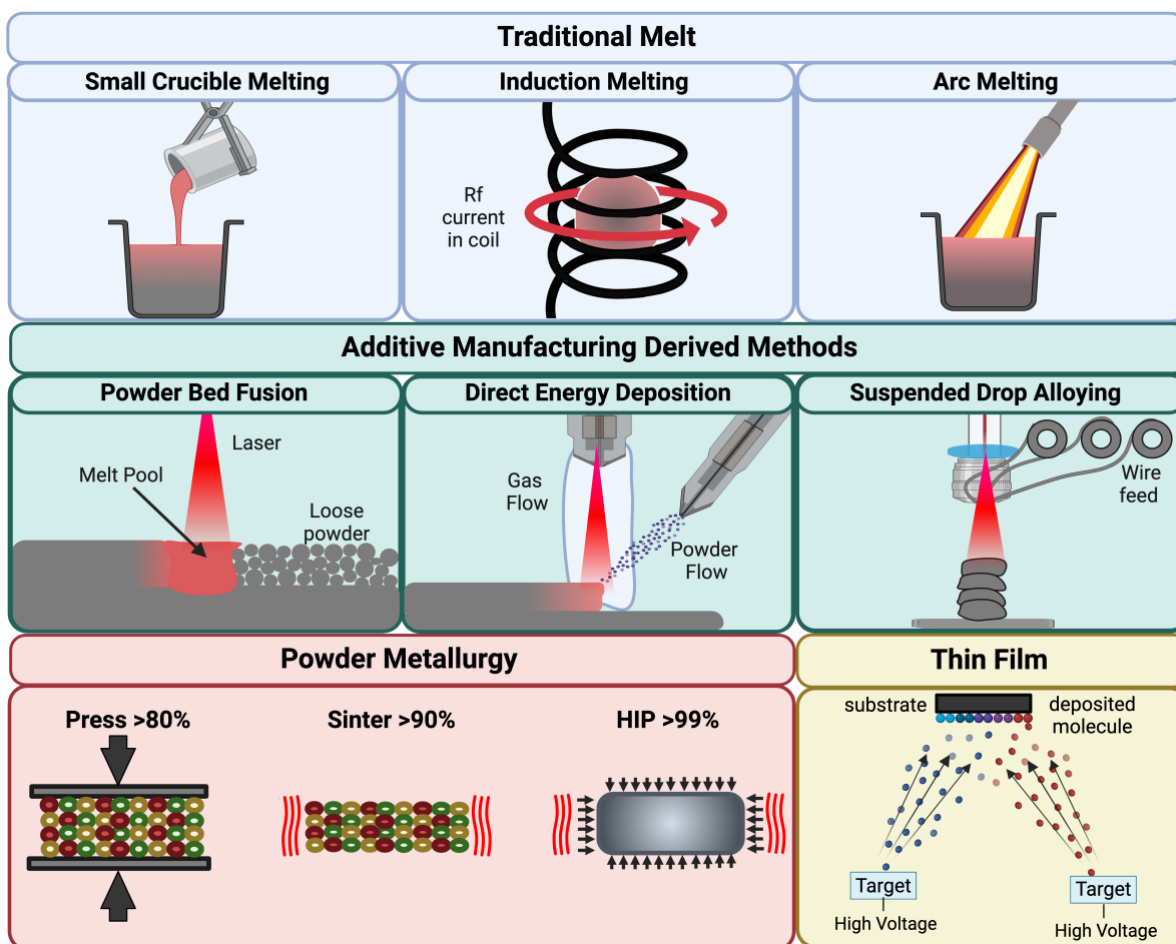 Traditional Melt
Small Crucible Melting
Induction Melting
Arc Melting
Rf
current
in coil
Additive Manufacturing Derived Methods
Powder Bed Fusion
Direct Energy Deposition
Suspended Drop Alloying
Laser
Melt Pool
Loose
powder
Gas
Flow
Powder
Flow
Wire
feed
Powder Metallurgy
Thin Film
Press >80%
Sinter >90%
HIP >99%
substrate
deposited
molecule
Target
High Voltage
Target
High Voltage